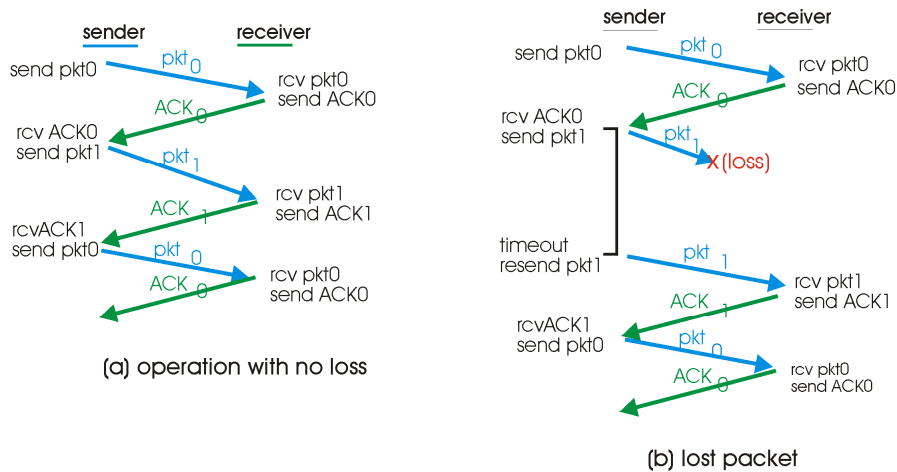 sender
receiver
send pkt0
pkt 0
rcv pkt0
send ACK0
ACK 0
rcv ACK0
send pkt1
pkt 1
rcv pkt1
send ACK1
ACK 1
rcvACK1
send pkt0
pkt 0
rcv pkt0
send ACK0
ACK 0
(a) operation with no loss
sender
receiver
send pkt0
pkt 0
rcv pkt0
send ACK0
ACK 0
rcv ACK0
send pkt1
pkt 1
X (loss)
timeout
resend pkt1
pkt 1
rcv pkt1
send ACK1
ACK 1
rcvACK1
send pkt0
pkt 0
rcv pkt0
send ACK0
ACK 0
(b) lost packet